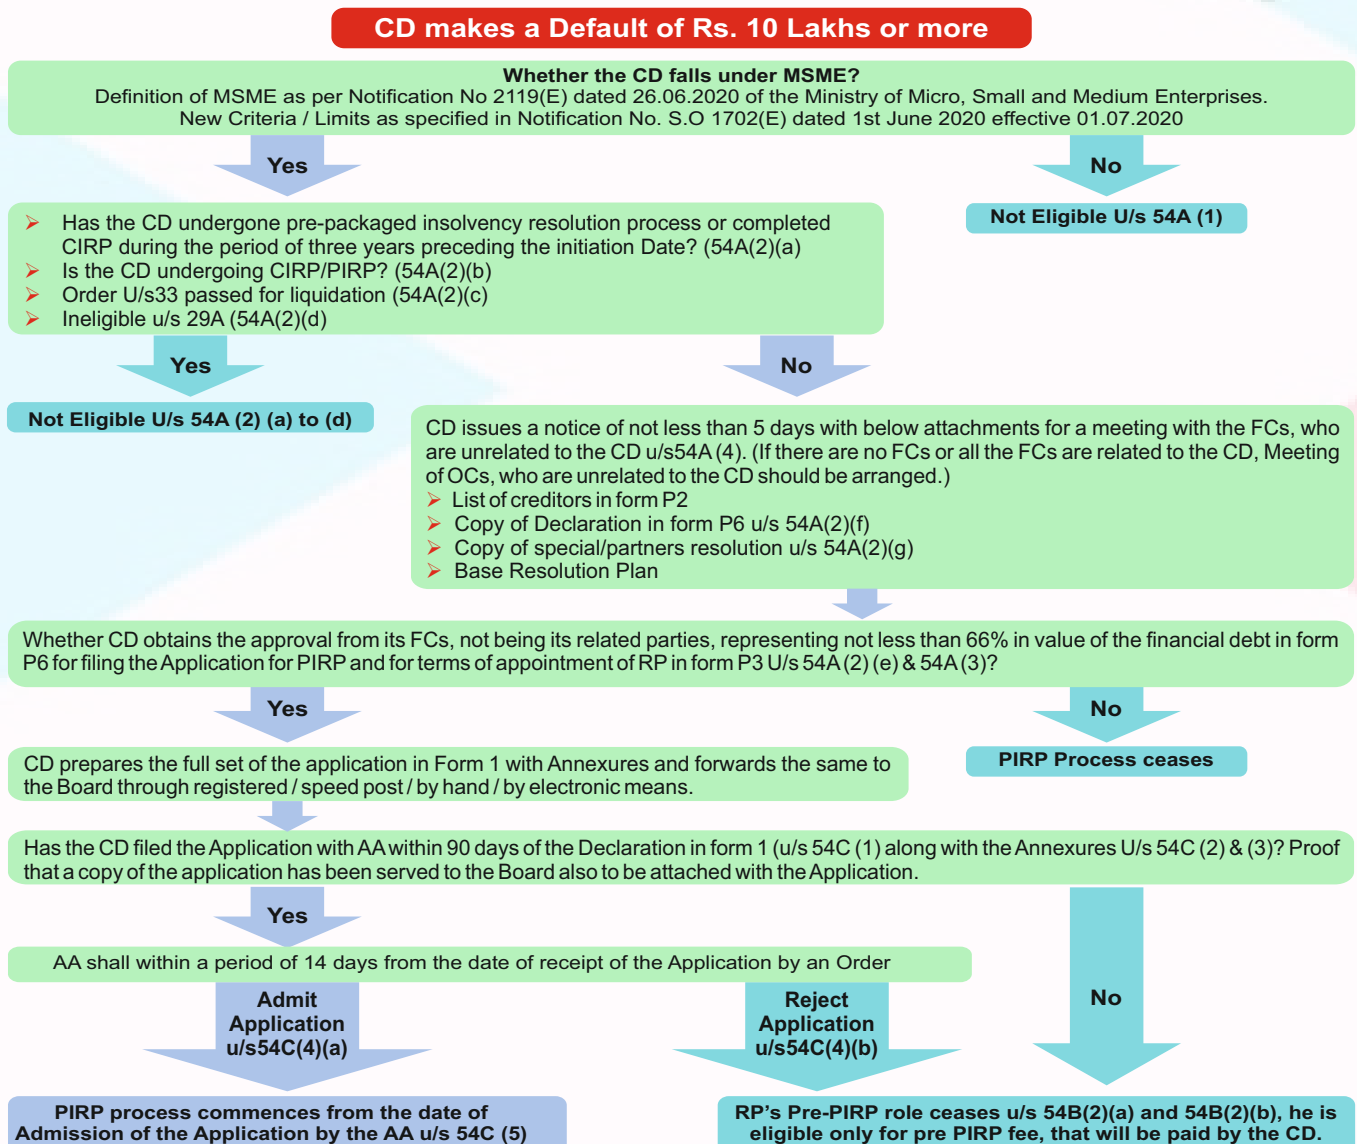 CD makes a Default of Rs. 10 Lakhs or more
Whether the CD falls under MSME?
Definition of MSME as per Notification No 2119(E) dated 26.06.2020 of the Ministry of Micro, Small and Medium Enterprises.
New Criteria / Limits as specified in Notification No. S.O 1702(E) dated 1st June 2020 effective 01.07.2020
Yes
No
Not Eligible U/s 54A (1)
➢ Has the CD undergone pre-packaged insolvency resolution process or completed
CIRP during the period of three years preceding the initiation Date? (54A(2)(a)
➢ Is the CD undergoing CIRP/PIRP? (54A(2)(b)
➢ Order U/s33 passed for liquidation (54A(2)(c)
➢ Ineligible u/s 29A (54A(2)(d)
Yes
No
Not Eligible U/s 54A (2) (a) to (d)
CD issues a notice of not less than 5 days with below attachments for a meeting with the FCs, who
are unrelated to the CD u/s54A (4). (If there are no FCs or all the FCs are related to the CD, Meeting
of OCs, who are unrelated to the CD should be arranged.)
➢ List of creditors in form P2
➢ Copy of Declaration in form P6 u/s 54A(2)(f)
➢ Copy of special/partners resolution u/s 54A(2)(g)
➢ Base Resolution Plan
Whether CD obtains the approval from its FCs, not being its related parties, representing not less than 66% in value of the financial debt in form
P6 for filing the Application for PIRP and for terms of appointment of RP in form P3 U/s 54A (2) (e) & 54A (3)?
Yes
No
PIRP Process ceases
CD prepares the full set of the application in Form 1 with Annexures and forwards the same to
the Board through registered / speed post / by hand / by electronic means.
Has the CD filed the Application with AA within 90 days of the Declaration in form 1 (u/s 54C (1) along with the Annexures U/s 54C (2) & (3)? Proof
that a copy of the application has been served to the Board also to be attached with the Application.
Yes
No
AA shall within a period of 14 days from the date of receipt of the Application by an Order
Admit
Application
u/s54C(4)(a)
Reject
Application
u/s54C(4)(b)
PIRP process commences from the date of
Admission of the Application by the AA u/s 54C (5)
RP's Pre-PIRP role ceases u/s 54B(2)(a) and 54B(2)(b), he is
eligible only for pre PIRP fee, that will be paid by the CD.